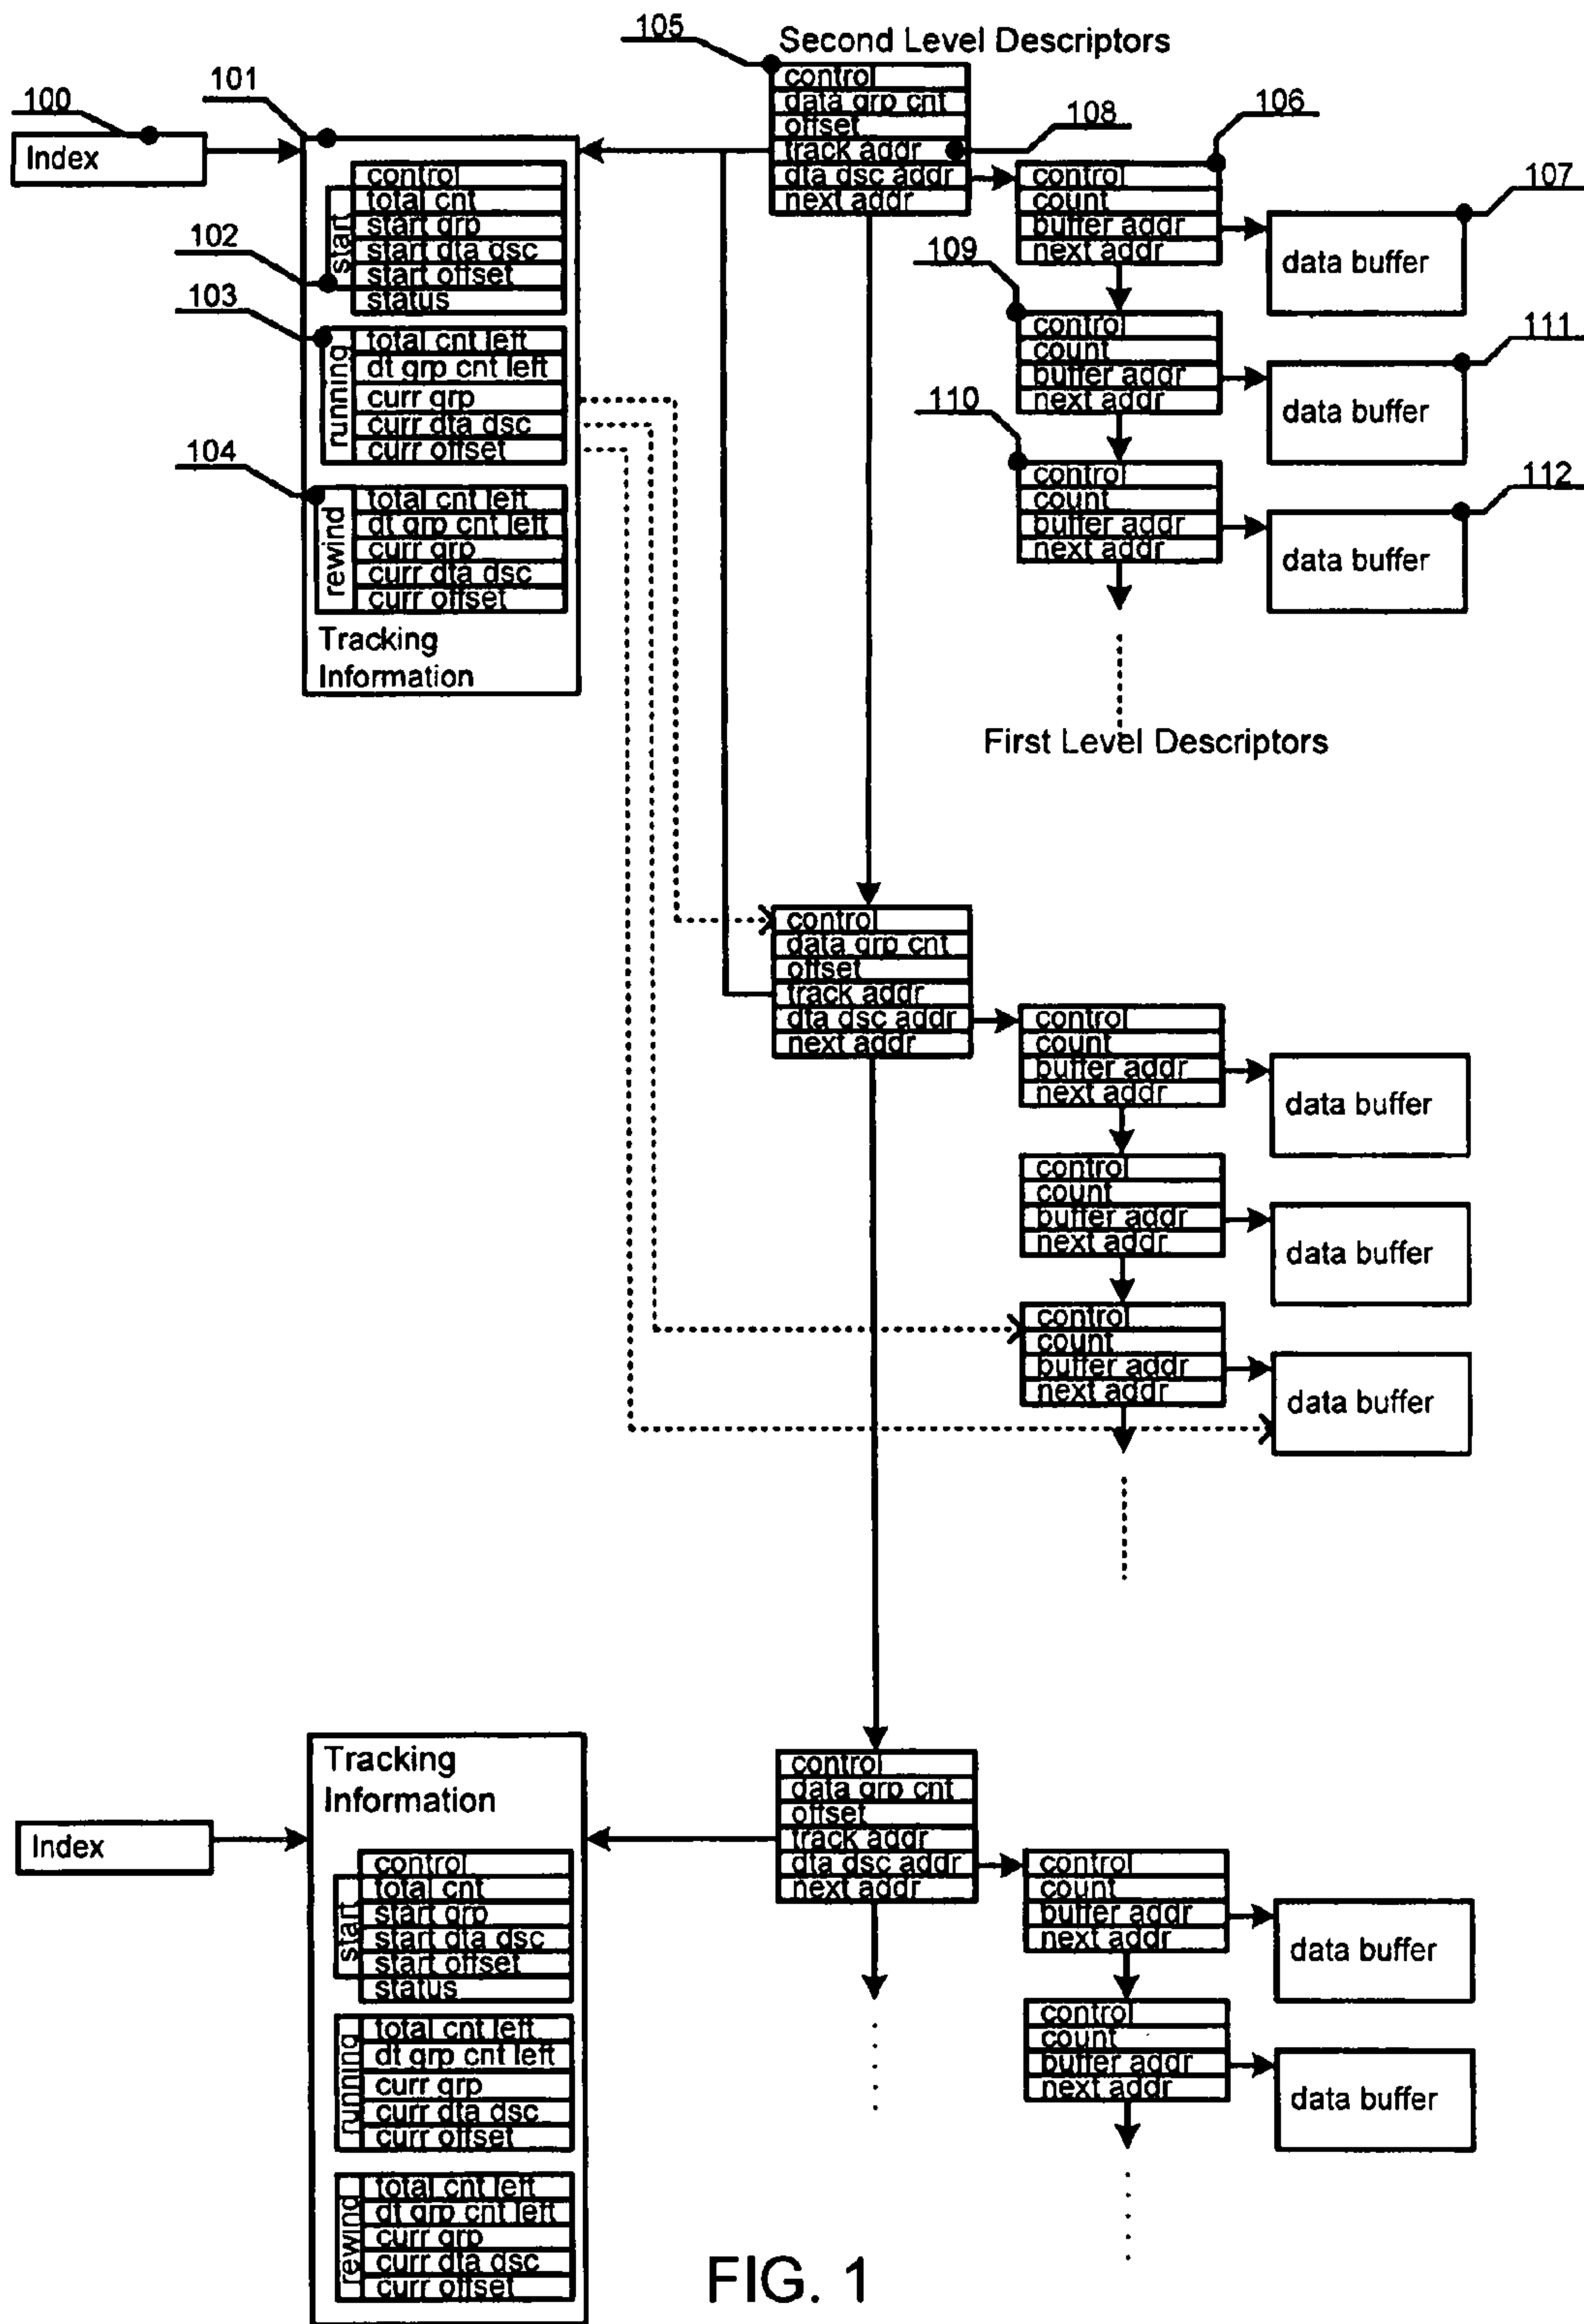 105
Second Level Descriptors
100
101
Index
control
data grp cnt
offset
track addr
dta dsc addr
next addr
108
106
107
control
total cnt
start grp
start dta dsc
start offset
status
start
102
103
total cnt left
dt grp cnt left
curr grp
curr dta dsc
curr offset
running
104
total cnt left
dt grp cnt left
curr grp
curr dta dsc
curr offset
rewind
Tracking
Information
control
count
buffer addr
next addr
data buffer
109
control
count
buffer addr
next addr
111
data buffer
110
control
count
buffer addr
next addr
112
data buffer
First Level Descriptors
control
data grp cnt
offset
track addr
dta dsc addr
next addr
control
count
buffer addr
next addr
data buffer
control
count
buffer addr
next addr
data buffer
control
count
buffer addr
next addr
data buffer
Tracking
Information
Index
control
total cnt
start grp
start dta dsc
start offset
status
start
total cnt left
dt grp cnt left
curr grp
curr dta dsc
curr offset
running
total cnt left
dt grp cnt left
curr grp
curr dta dsc
curr offset
rewind
control
data grp cnt
offset
track addr
dta dsc addr
next addr
control
count
buffer addr
next addr
data buffer
control
count
buffer addr
next addr
data buffer
FIG. 1